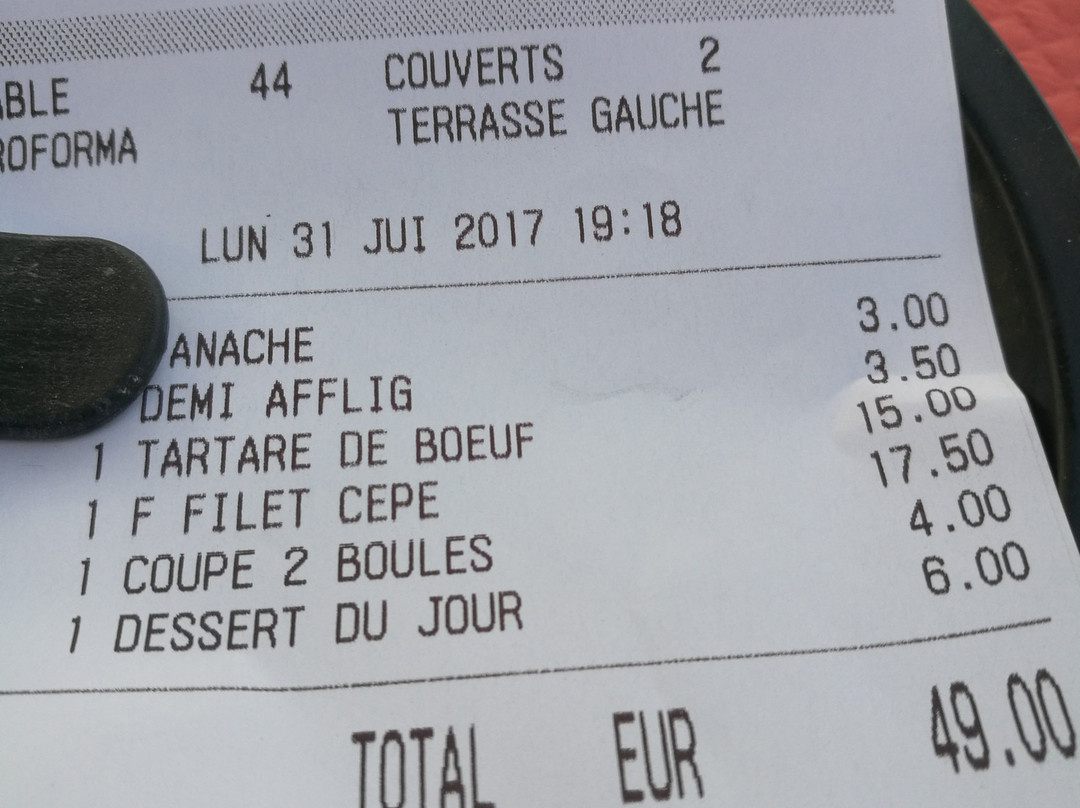 ABLE 44 COUVERTS 2
ROFORMA TERRASSE GAUCHE
LUN 31 JUI 2017 19:18
ANACHE 3.00
DEMI AFFLIG 3.50
1 TARTARE DE BOEUF 15.00
1 F FILET CEPE 17.50
1 COUPE 2 BOULES 4.00
1 DESSERT DU JOUR 6.00
TOTAL EUR 49.00